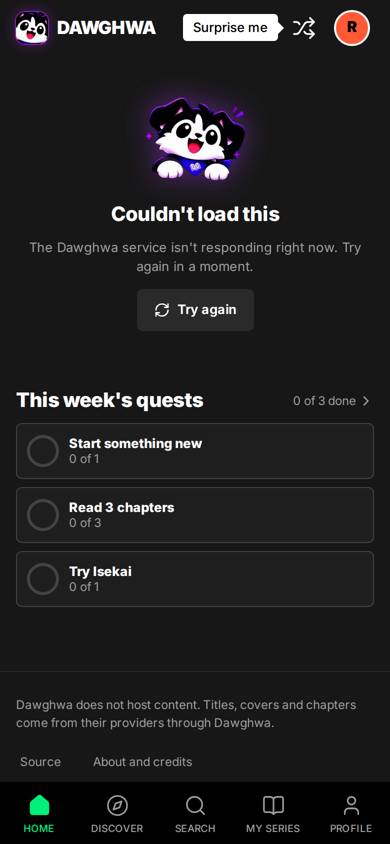 DAWGHWA
Surprise me
R
Couldn't load this
The Dawghwa service isn't responding right now. Try
again in a moment.
Try again
This week's quests
0 of 3 done
Start something new
0 of 1
Read 3 chapters
0 of 3
Try Isekai
0 of 1
Dawghwa does not host content. Titles, covers and chapters
come from their providers through Dawghwa.
Source
About and credits
HOME
DISCOVER
SEARCH
MY SERIES
PROFILE